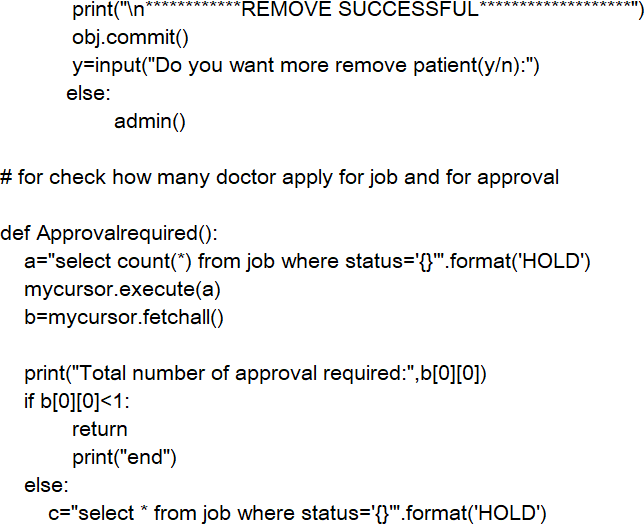 print("\n************REMOVE SUCCESSFUL*******************")
obj.commit()
y=input("Do you want more remove patient(y/n):")
else:
admin()
# for check how many doctor apply for job and for approval
def Approvalrequired():
a="select count(*) from job where status='{}'".format('HOLD')
mycursor.execute(a)
b=mycursor.fetchall()
print("Total number of approval required:",b[0][0])
if b[0][0]<1:
return
print("end")
else:
c="select * from job where status='{}'".format('HOLD')